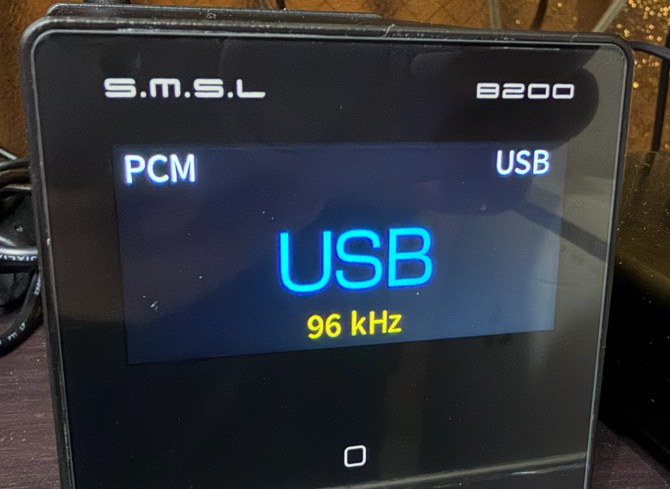 S.M.S.L B200
PCM USB
USB
96 kHz